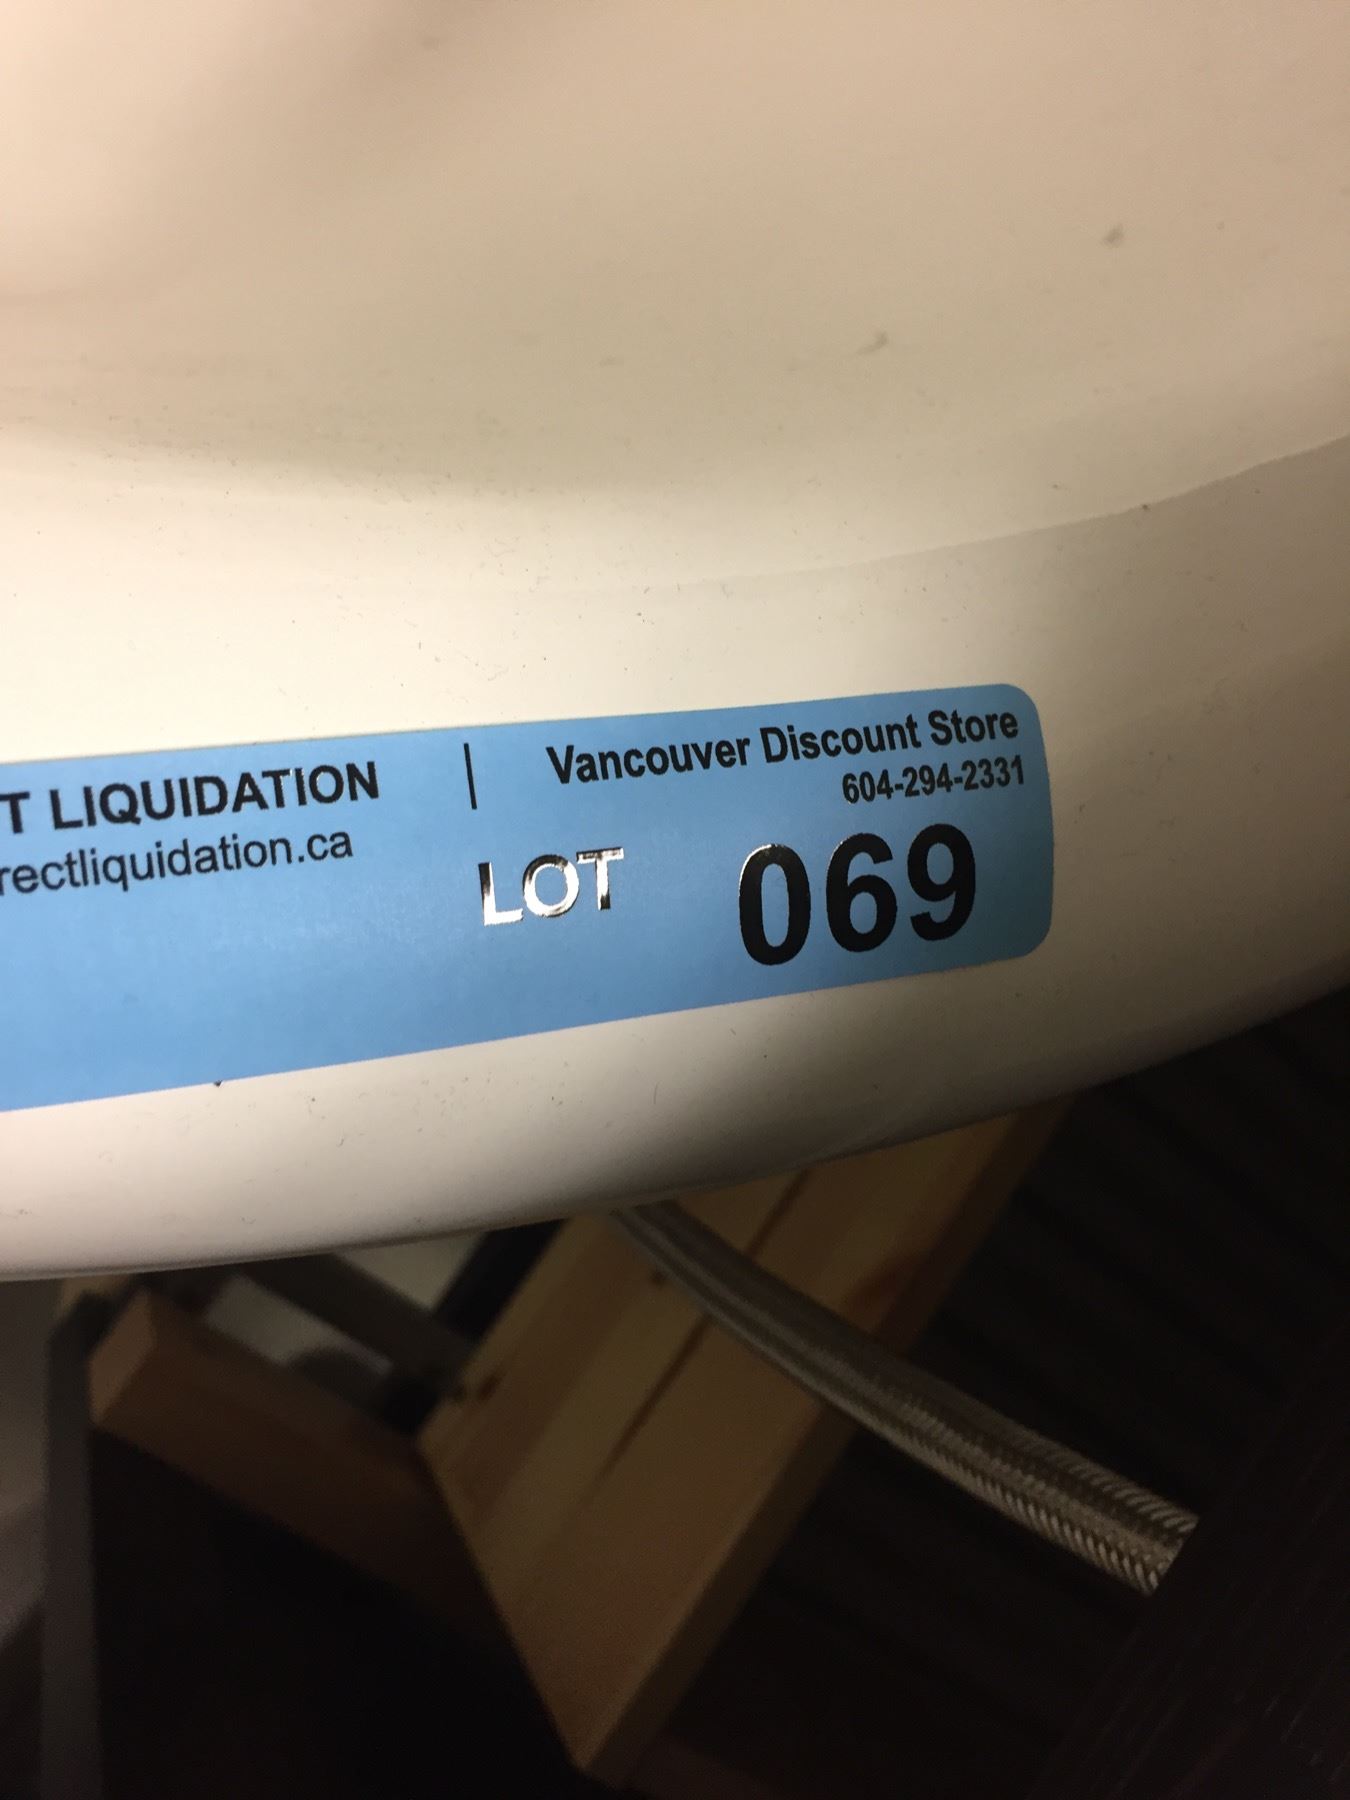 T LIQUIDATION | Vancouver Discount Store
rectliquidation.ca 604-294-2331
LOT 069